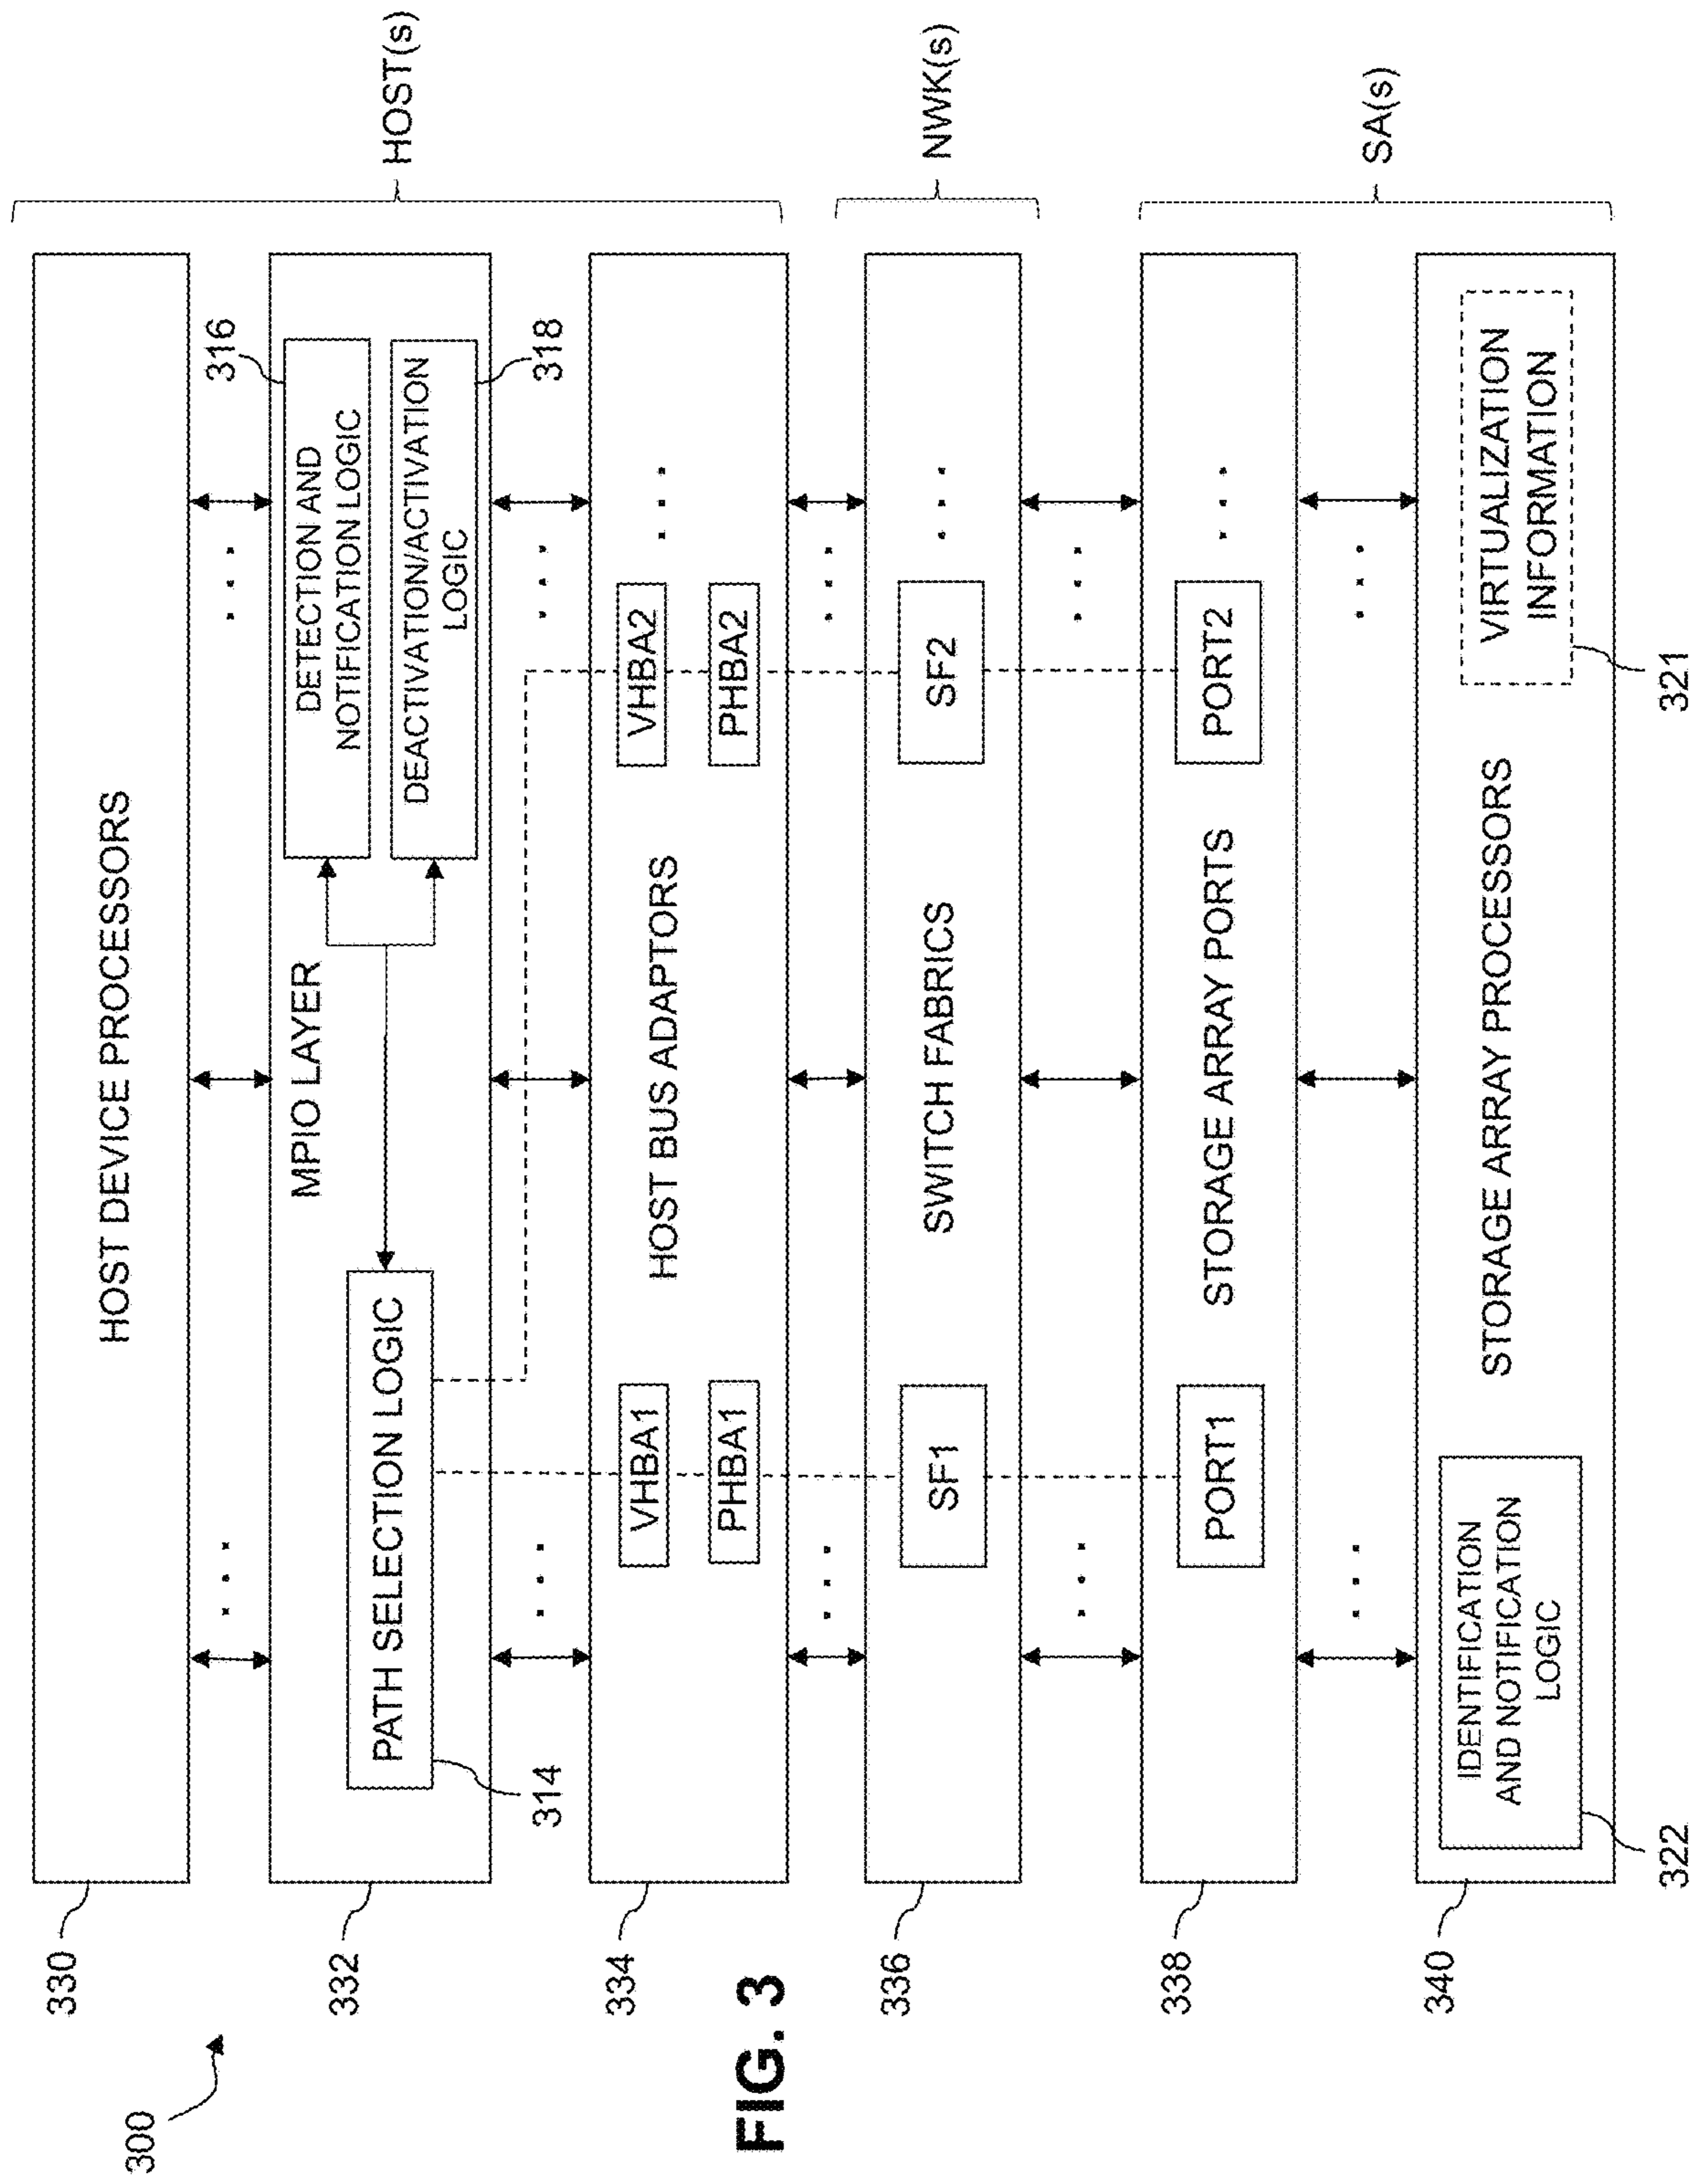 300
330
HOST DEVICE PROCESSORS
HOST(s)
332
MPIO LAYER
PATH SELECTION LOGIC
314
DETECTION AND
NOTIFICATION LOGIC
316
DEACTIVATION/ACTIVATION
LOGIC
318
334
VHBA1
PHBA1
HOST BUS ADAPTORS
VHBA2
PHBA2
336
SF1
SWITCH FABRICS
SF2
NWK(s)
338
PORT1
STORAGE ARRAY PORTS
PORT2
SA(s)
340
IDENTIFICATION
AND NOTIFICATION
LOGIC
322
STORAGE ARRAY PROCESSORS
VIRTUALIZATION
INFORMATION
321
FIG. 3